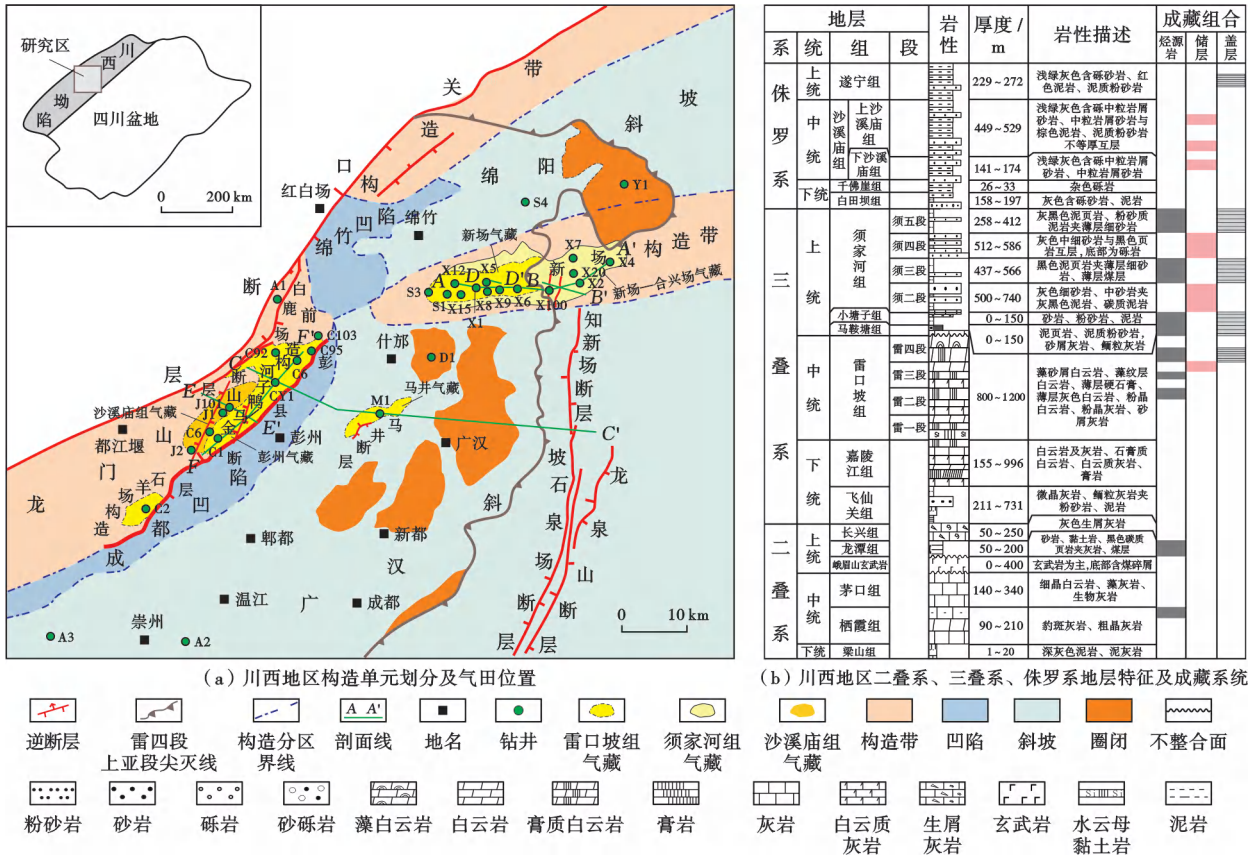 研究区
川
西
坳
陷
四川盆地
0 200 km
关
口
断
层
构
造
带
绵
阳
斜
坡
Y1
S4
红白场
绵竹
绵
竹
凹
陷
新场气藏
新
场
构
造
带
X7
A'
X4
X20
X2
X12
X5
A
D
D'
B
B'
S3
S1
X15
X8
X9
X6
X100
X1
新场—合兴场气藏
A1
白
鹿
场
断
层
前
构
造
F'
C103
C95
C92
C
C6
河
子
鸭
CY1
彭
县
断
层
E
E'
J101
J1
山
马
金
C6
C1
J2
F
沙溪庙组气藏
彭州气藏
彭州
都江堰
龙
门
山
石
羊
场
构
造
C2
成
都
凹
陷
什邡
D1
马井气藏
M1
马
井
断
层
广汉
C'
知
新
场
断
层
坡
石
泉
场
断
层
龙
泉
山
断
层
郫都
新都
温江
成都
广
汉
斜
崇州
A3
A2
0 10 km
(a)川西地区构造单元划分及气田位置
地层 岩性 厚度/m 岩性描述 成藏组合
系 统 组 段 烃源岩 储层 盖层
侏罗系 上统 遂宁组 229~272 浅绿灰色含砾砂岩、红色泥岩、泥质粉砂岩
中统 沙溪庙组 上沙溪庙组 449~529 浅绿灰色含砾中粒岩屑砂岩、中粒岩屑砂岩与棕色泥岩、泥质粉砂岩不等厚互层
下沙溪庙组 141~174 浅绿灰色含砾中粒岩屑砂岩、中粒岩屑砂岩
下统 千佛崖组 26~33 杂色砾岩
白田坝组 158~197 灰色含砾砂岩、泥岩
三叠系 上统 须家河组 须五段 258~412 灰黑色泥页岩、粉砂质泥岩夹薄层细砂岩
须四段 512~586 灰色中细砂岩与黑色页岩互层,底部为砾岩
须三段 437~566 黑色泥页岩夹薄层细砂岩、薄层煤层
须二段 500~740 灰色细砂岩、中砂岩夹灰黑色泥岩、碳质泥岩
小塘子组 0~150 砂岩、粉砂岩、泥岩
马鞍塘组 0~150 泥页岩、泥质粉砂岩,砂屑灰岩、鲕粒灰岩
中统 雷口坡组 雷四段 雷三段 雷二段 雷一段 800~1200 藻砂屑白云岩、藻纹层白云岩、薄层硬石膏、薄层灰色白云岩、粉晶白云岩、粉晶灰岩、砂屑灰岩
下统 嘉陵江组 155~996 白云岩及灰岩、石膏质白云岩、白云质灰岩、膏岩
飞仙关组 211~731 微晶灰岩、鲕粒灰岩夹粉砂岩、泥岩
二叠系 上统 长兴组 50~250 灰色生屑灰岩
龙潭组 50~200 砂岩、黏土岩、黑色碳质页岩夹灰岩、煤层
峨眉山玄武岩 0~400 玄武岩为主,底部含煤碎屑
中统 茅口组 140~340 细晶白云岩、藻灰岩、生物灰岩
栖霞组 90~210 豹斑灰岩、粗晶灰岩
下统 梁山组 1~20 深灰色泥岩、泥灰岩
(b)川西地区二叠系、三叠系、侏罗系地层特征及成藏系统
逆断层
雷四段上亚段尖灭线
构造分区界线
A A'
剖面线
地名
钻井
雷口坡组气藏
须家河组气藏
沙溪庙组气藏
构造带
凹陷
斜坡
圈闭
不整合面
粉砂岩
砂岩
砾岩
砂砾岩
藻白云岩
白云岩
膏质白云岩
膏岩
灰岩
白云质灰岩
生屑灰岩
玄武岩
Si Si
水云母黏土岩
泥岩